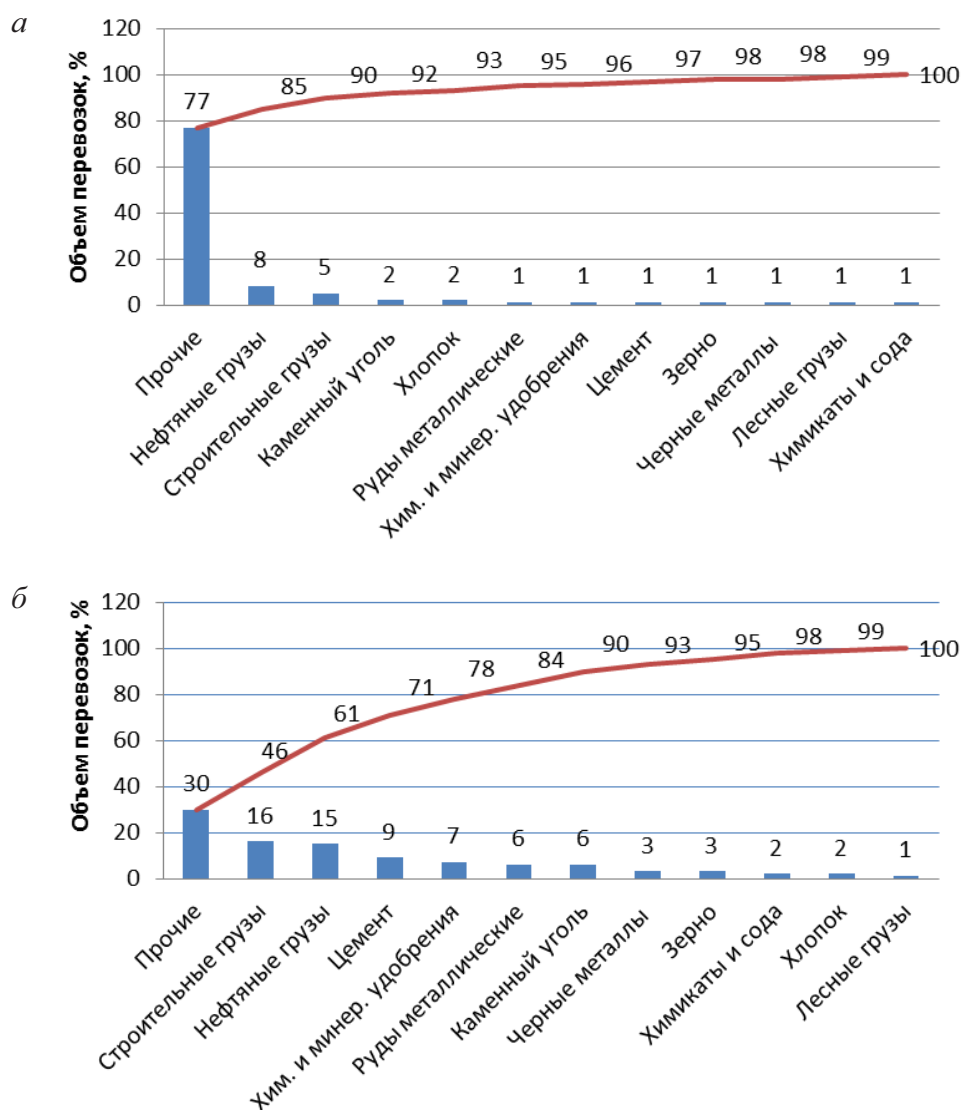 а
Объем перевозок, %
120
100
80
60
40
20
0
77 85 90 92 93 95 96 97 98 98 99 100
8 5 2 2 1 1 1 1 1 1 1
Прочие
Нефтяные грузы
Строительные грузы
Каменный уголь
Хлопок
Руды металлические
Хим. и минер. удобрения
Цемент
Зерно
Черные металлы
Лесные грузы
Химикаты и сода
б
Объем перевозок, %
120
100
80
60
40
20
0
30 46 61 71 78 84 90 93 95 98 99 100
16 15 9 7 6 6 3 3 2 2 1
Прочие
Строительные грузы
Нефтяные грузы
Цемент
Хим. и минер. удобрения
Руды металлические
Каменный уголь
Черные металлы
Зерно
Химикаты и сода
Хлопок
Лесные грузы